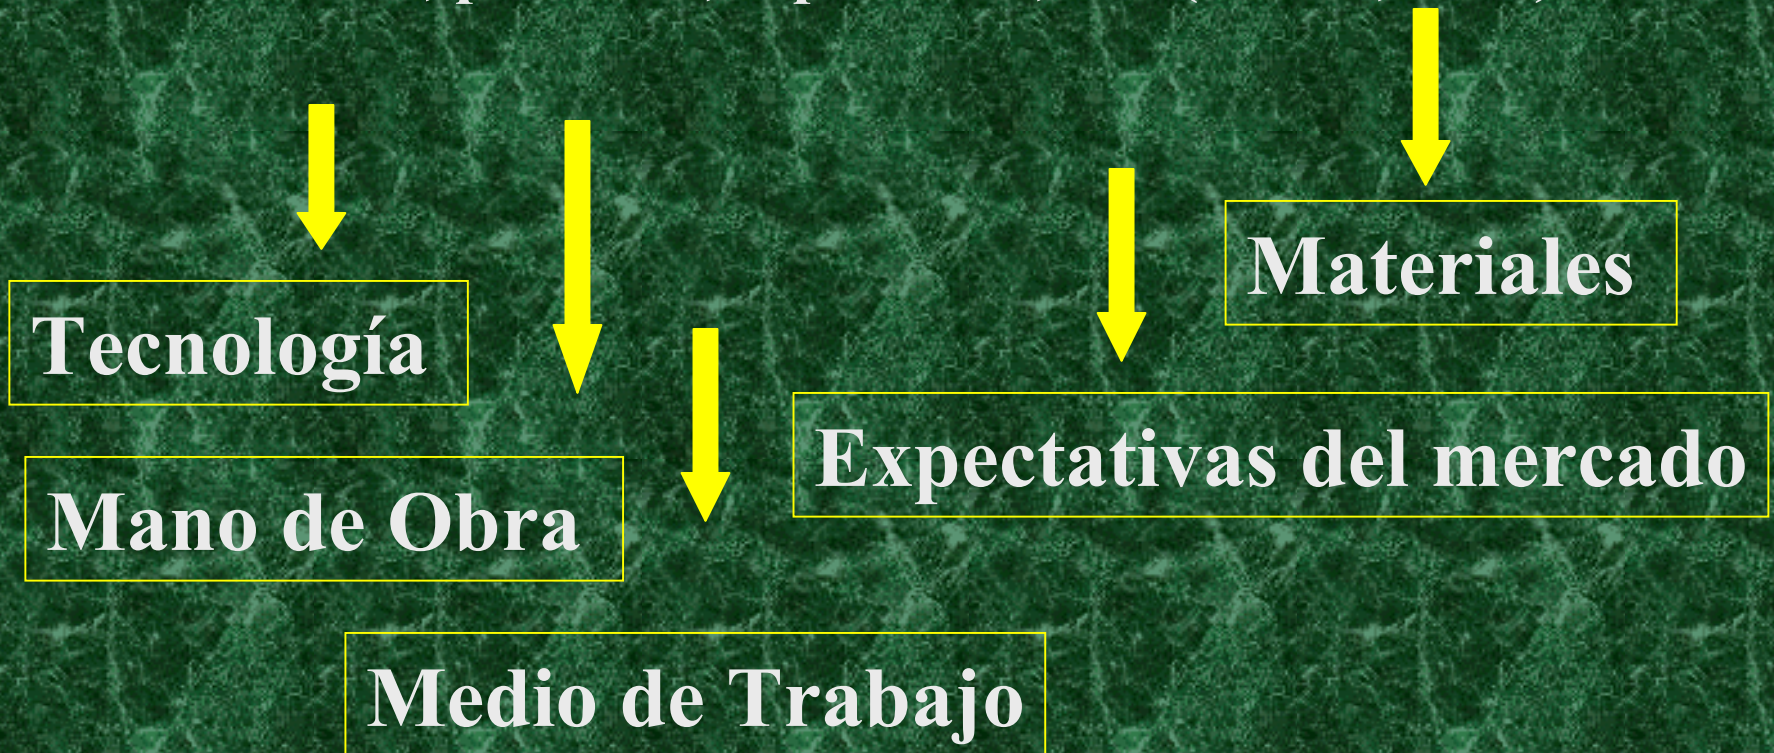 Materiales
Tecnología
Expectativas del mercado
Mano de Obra
Medio de Trabajo